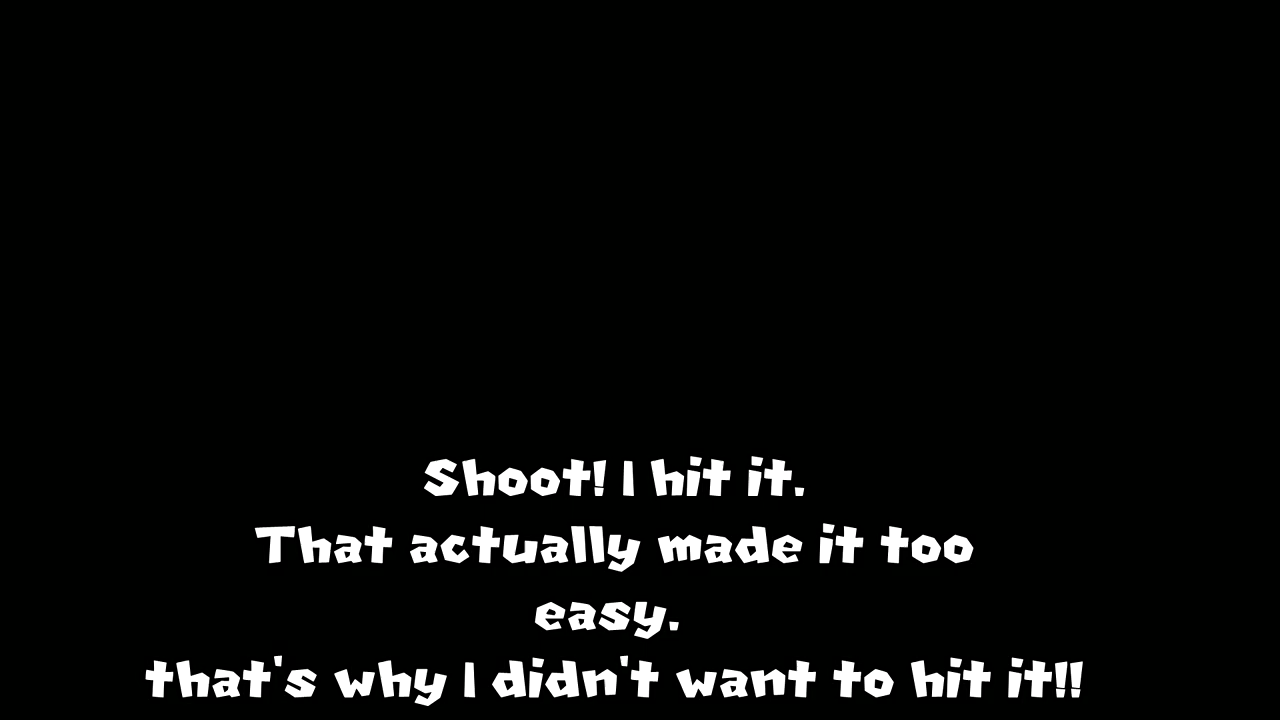 Shoot! I hit it.
That actually made it too
easy.
that's why I didn't want to hit it!!